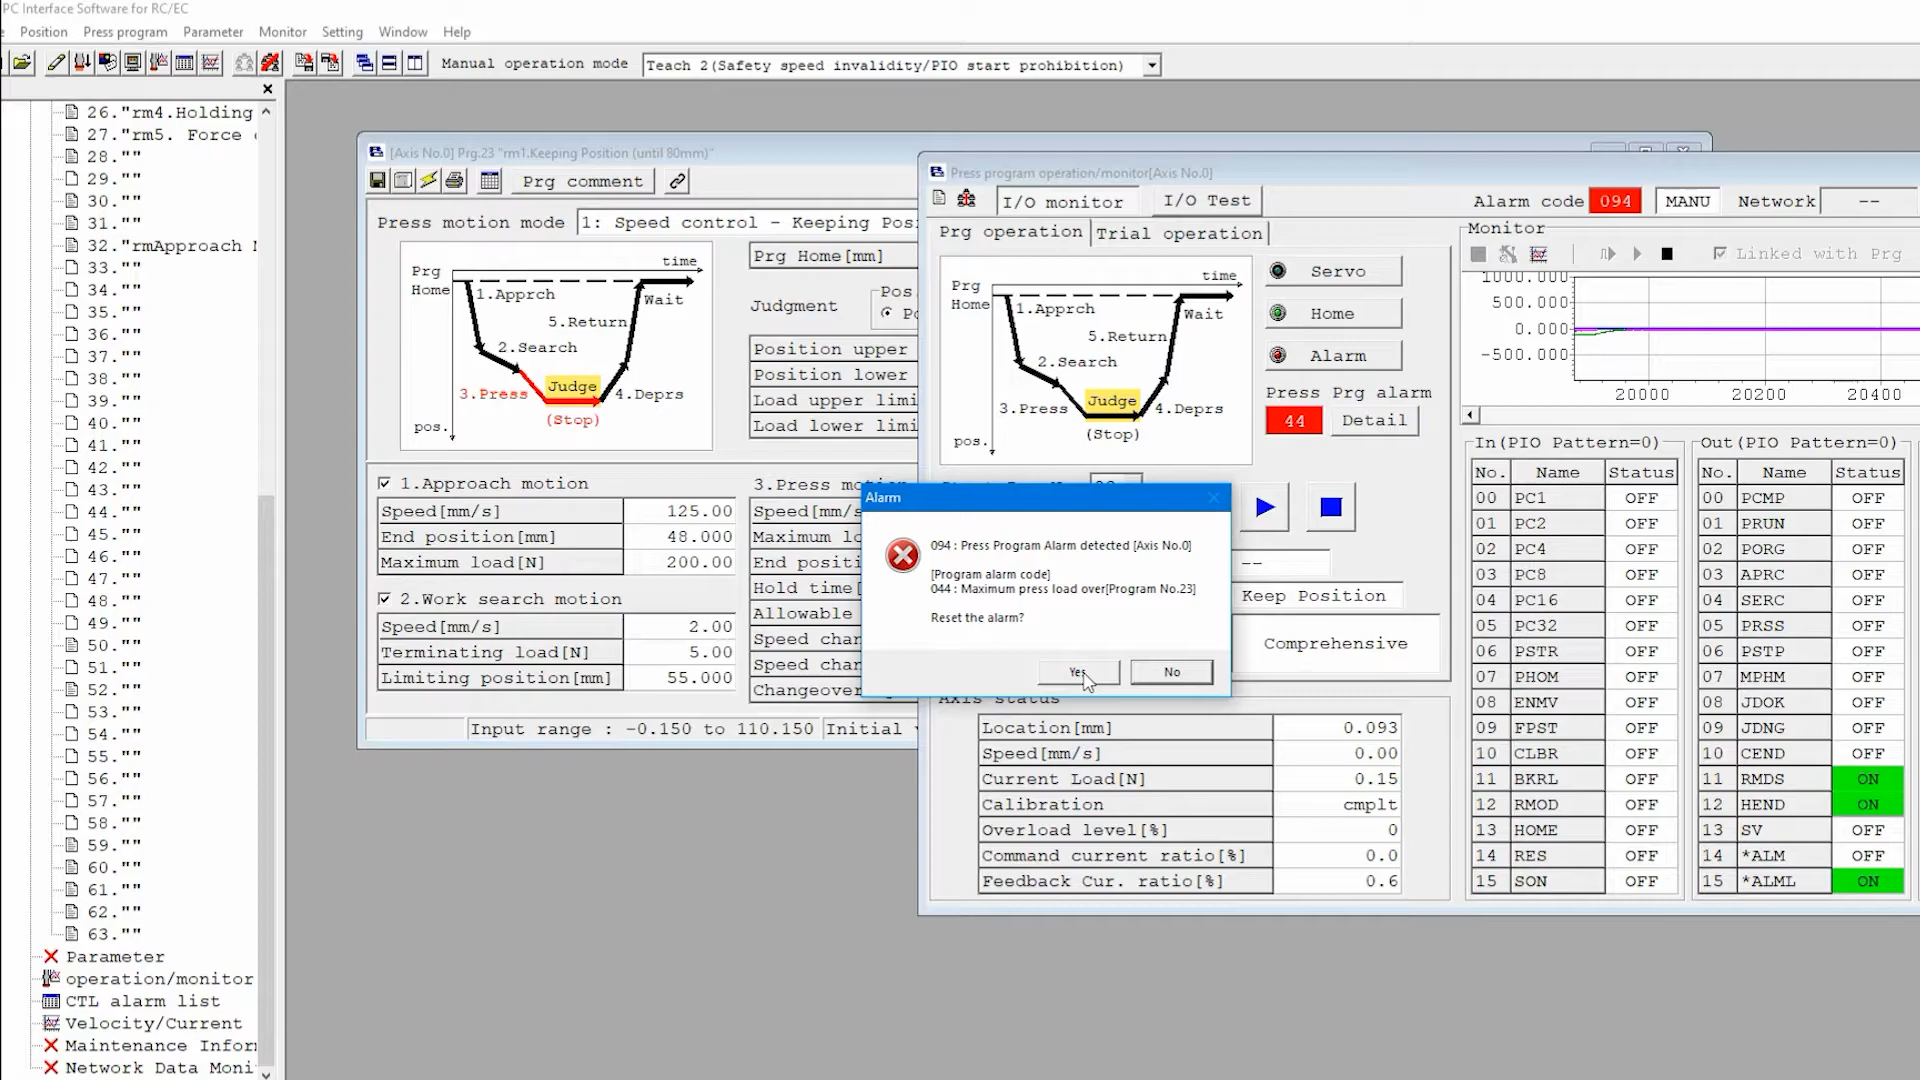 PC Interface Software for RC/EC
Position Press program Parameter Monitor Setting Window Help
Manual operation mode Teach 2(Safety speed invalidity/PIO start prohibition)
26."rm4.Holding
27."rm5. Force
28.""
29.""
30.""
31.""
32."rmApproach
33.""
34.""
35.""
36.""
37.""
38.""
39.""
40.""
41.""
42.""
43.""
44.""
45.""
46.""
47.""
48.""
49.""
50.""
51.""
52.""
53.""
54.""
55.""
56.""
57.""
58.""
59.""
60.""
61.""
62.""
63.""
Parameter
operation/monitor
CTL alarm list
Velocity/Current
Maintenance Infor
Network Data Moni
[Axis No.0] Prg.23 "rm1.Keeping Position (until 80mm)"
Prg comment
Press motion mode 1: Speed control - Keeping Pos
Prg Home
time
1.Apprch
Wait
5.Return
2.Search
3.Press
Judge
4.Deprs
(Stop)
pos.
Prg Home[mm]
Judgment
Pos
Position upper
Position lower
Load upper limi
Load lower limi
1.Approach motion
Speed[mm/s] 125.00
End position[mm] 48.000
Maximum load[N] 200.00
2.Work search motion
Speed[mm/s] 2.00
Terminating load[N] 5.00
Limiting position[mm] 55.000
3.Press mot
Speed[mm/s
Maximum lo
End positi
Hold time[
Allowable
Speed chan
Speed chan
Changeover
Input range : -0.150 to 110.150 Initial
Press program operation/monitor[Axis No.0]
I/O monitor I/O Test
Alarm code 094 MANU Network --
Prg operation Trial operation
Prg Home
time
1.Apprch
Wait
5.Return
2.Search
3.Press
Judge
4.Deprs
(Stop)
pos.
Servo
Home
Alarm
Press Prg alarm
44 Detail
--
Keep Position
Comprehensive
Monitor
Linked with Prg
1000.000
500.000
0.000
-500.000
20000 20200 20400
Alarm
094 : Press Program Alarm detected [Axis No.0]
[Program alarm code]
044 : Maximum press load over[Program No.23]
Reset the alarm?
Yes No
Axis status
Location[mm] 0.093
Speed[mm/s] 0.00
Current Load[N] 0.15
Calibration cmplt
Overload level[%] 0
Command current ratio[%] 0.0
Feedback Cur. ratio[%] 0.6
In(PIO Pattern=0)
No. Name Status
00 PC1 OFF
01 PC2 OFF
02 PC4 OFF
03 PC8 OFF
04 PC16 OFF
05 PC32 OFF
06 PSTR OFF
07 PHOM OFF
08 ENMV OFF
09 FPST OFF
10 CLBR OFF
11 BKRL OFF
12 RMOD OFF
13 HOME OFF
14 RES OFF
15 SON OFF
Out(PIO Pattern=0)
No. Name Status
00 PCMP OFF
01 PRUN OFF
02 PORG OFF
03 APRC OFF
04 SERC OFF
05 PRSS OFF
06 PSTP OFF
07 MPHM OFF
08 JDOK OFF
09 JDNG OFF
10 CEND OFF
11 RMDS ON
12 HEND ON
13 SV OFF
14 *ALM OFF
15 *ALML ON